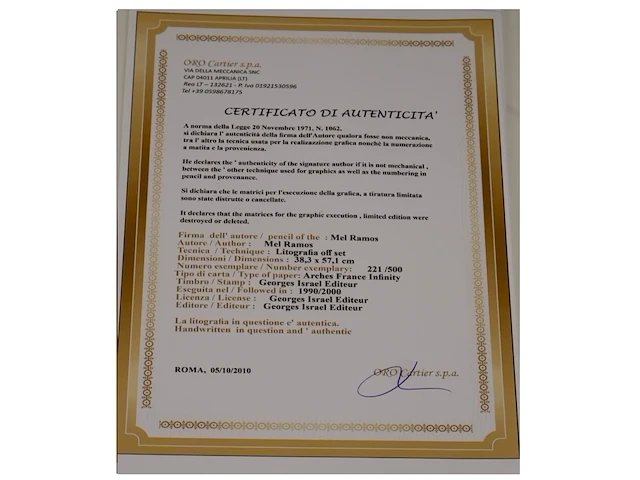 ORO Cartier s.p.a.
VIA DELLA MECCANICA SNC
CAP 04011 APRILIA (LT)
Rea LT – 132621 - P. Iva 01921530596
Tel +39 0598678175
CERTIFICATO DI AUTENTICITA'
A norma della Legge 20 Novembre 1971, N. 1062,
si dichiara l' autenticità della firma dell'Autore qualora fosse non meccanica,
tra l' altro la tecnica usata per la realizazzione grafica nonchè la numerazione
a matita e la provenienza.
He declares the ' authenticity of the signature author if it is not mechanical ,
between the ' other technique used for graphics as well as the numbering in
pencil and provenance.
Si dichiara che le matrici per l'esecuzione della grafica, a tiratura limitata
sono state distrutte o cancellate.
It declares that the matrices for the graphic execution , limited edition were
destroyed or deleted.
Firma dell' autore / pencil of the : Mel Ramos
Autore / Author : Mel Ramos
Tecnica / Technique : Litografia off set
Dimensioni / Dimensions : 38,3 x 57,1 cm
Numero esemplare / Number exemplary: 221 /500
Tipo di carta / Type of paper: Arches France Infinity
Timbro / Stamp : Georges Israel Editeur
Eseguita nel / Followed in : 1990/2000
Licenza / License : Georges Israel Editeur
Editore / Editeur : Georges Israel Editeur
La litografia in questione e' autentica.
Handwritten in question and ' authentic
ROMA, 05/10/2010
ORO Cartier s.p.a.